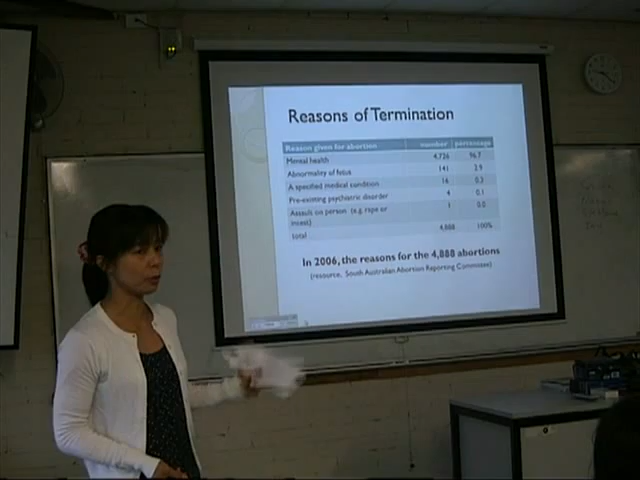 Reasons of Termination
Reason given for abortion number percentage
Mental health 4,726 96.7
Abnormality of fetus 141 2.9
A specified medical condition 16 0.3
Pre-existing psychiatric disorder 4 0.1
Assault on person (e.g. rape or 1 0.0
incest)
total 4,888 100%
In 2006, the reasons for the 4,888 abortions
(resource, South Australian Abortion Reporting Committee)